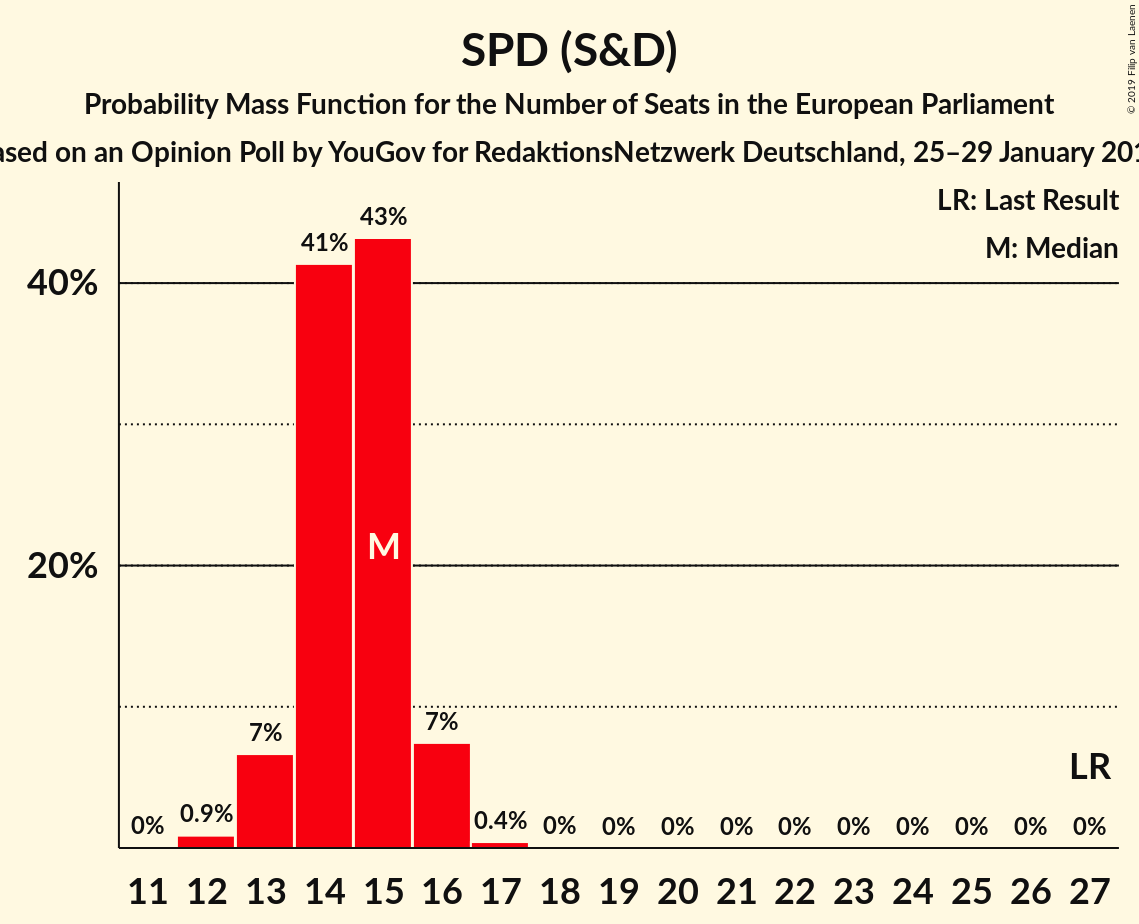 SPD (S&D)
Probability Mass Function for the Number of Seats in the European Parliament
on an Opinion Poll by YouGov for RedaktionsNetzwerk Deutschland, 25–29 January
© 2019 Filip van Laenen
LR: Last Result
M: Median
43%
41%
40%
M
20%
7%
7%
LR
0%
0.9%
0.4%
0%
0%
0%
0%
0%
0%
0%
0%
0%
0%
11 12 13 14 15 16 17 18 19 20 21 22 23 24 25 26 27